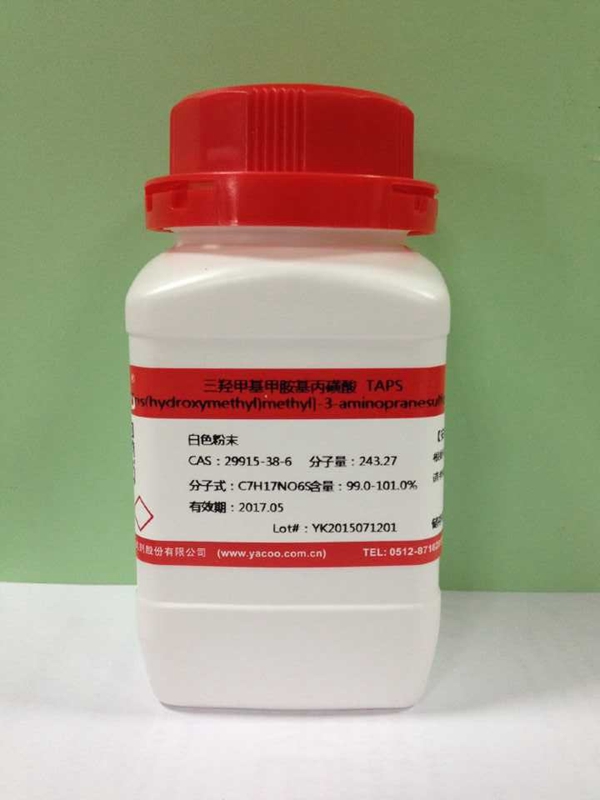 三羟甲基甲胺基丙磺酸 TAPS
(hydroxymethyl)methyl]-3-aminopranesulf
白色粉末
CAS：29915-38-6 分子量：243.27
分子式：C7H17NO6S含量：99.0-101.0%
有效期：2017.05
Lot#：YK2015071201
股份有限公司 (www.yacoo.com.cn) TEL: 0512-871